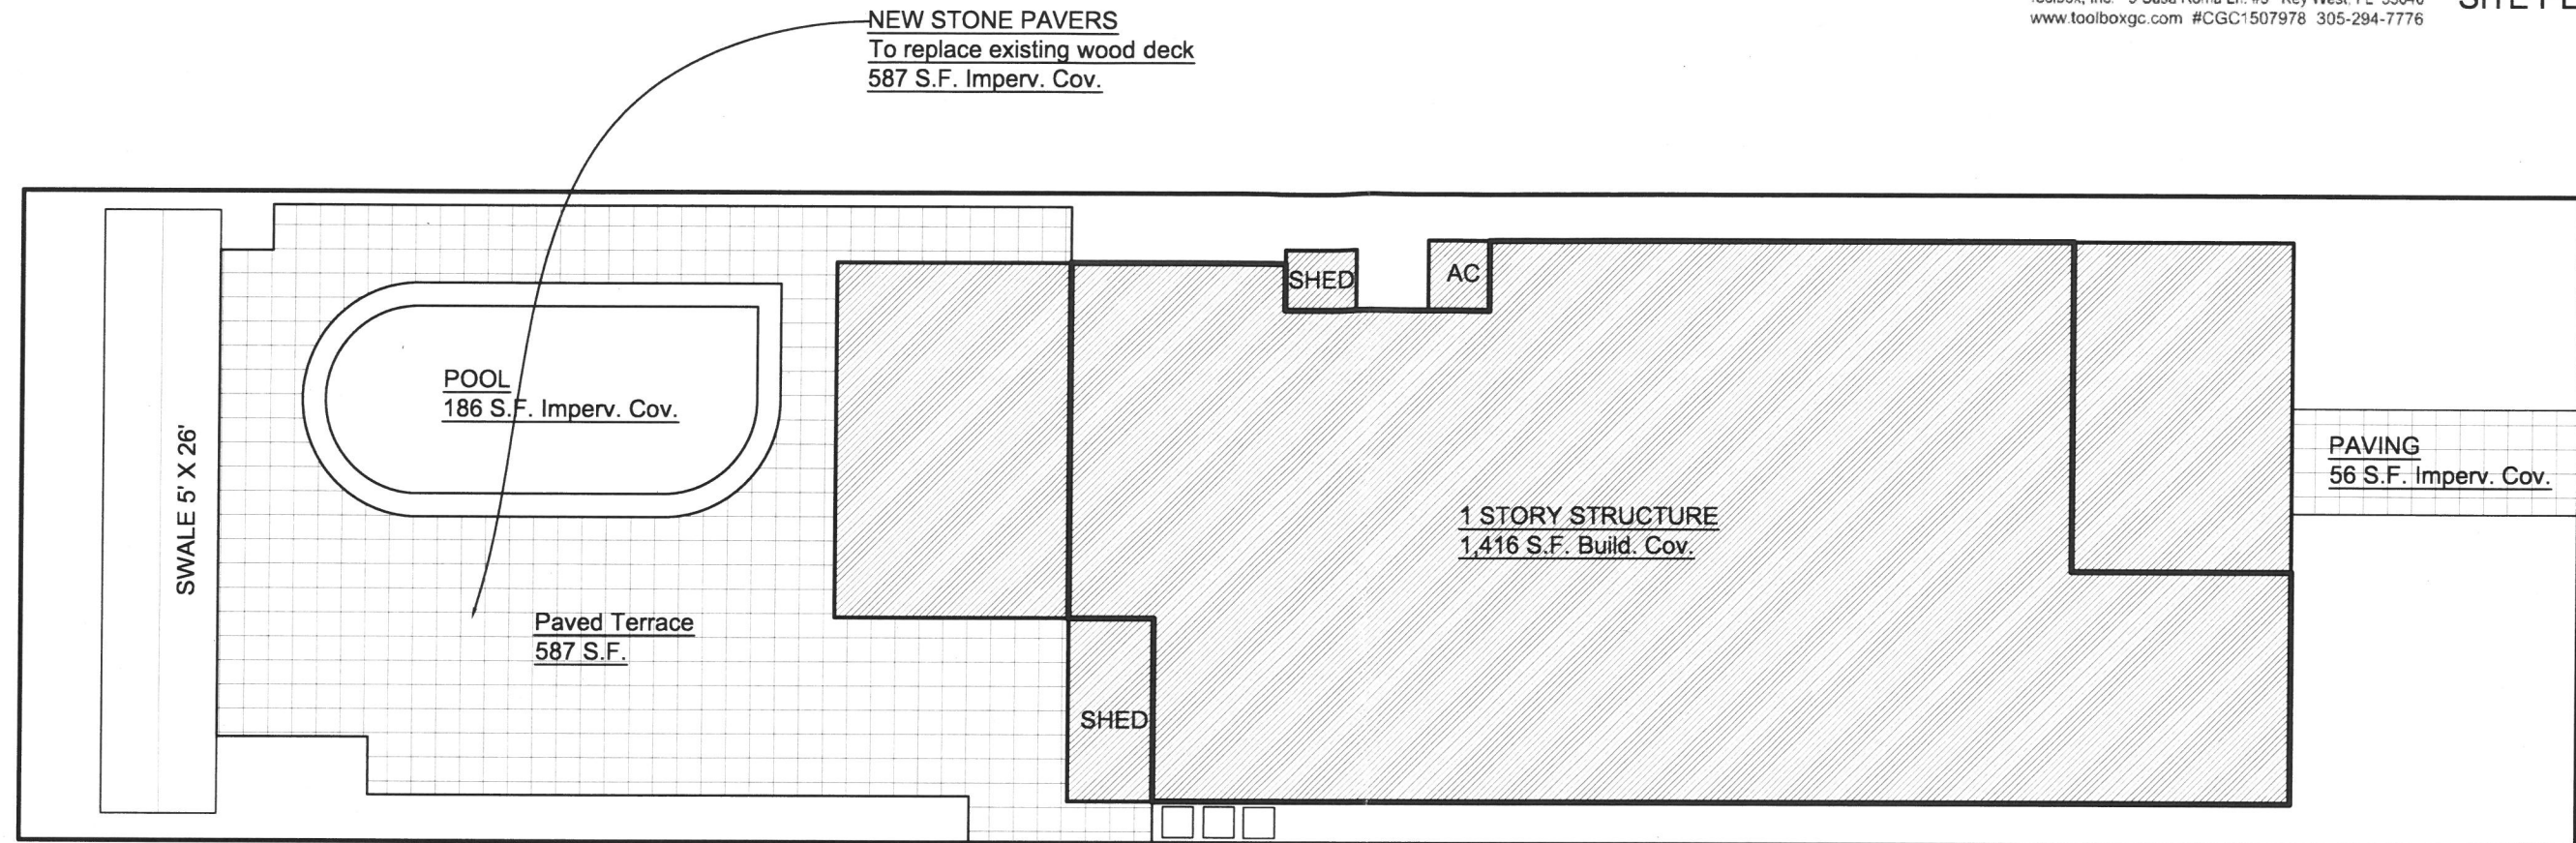 NEW STONE PAVERS
To replace existing wood deck
587 S.F. Imperv. Cov.
www.toolboxgc.com #CGC1507978 305-294-7776
SHED
AC
POOL
186 S.F. Imperv. Cov.
SWALE 5' X 26'
PAVING
56 S.F. Imperv. Cov.
1 STORY STRUCTURE
1,416 S.F. Build. Cov.
Paved Terrace
587 S.F.
SHED